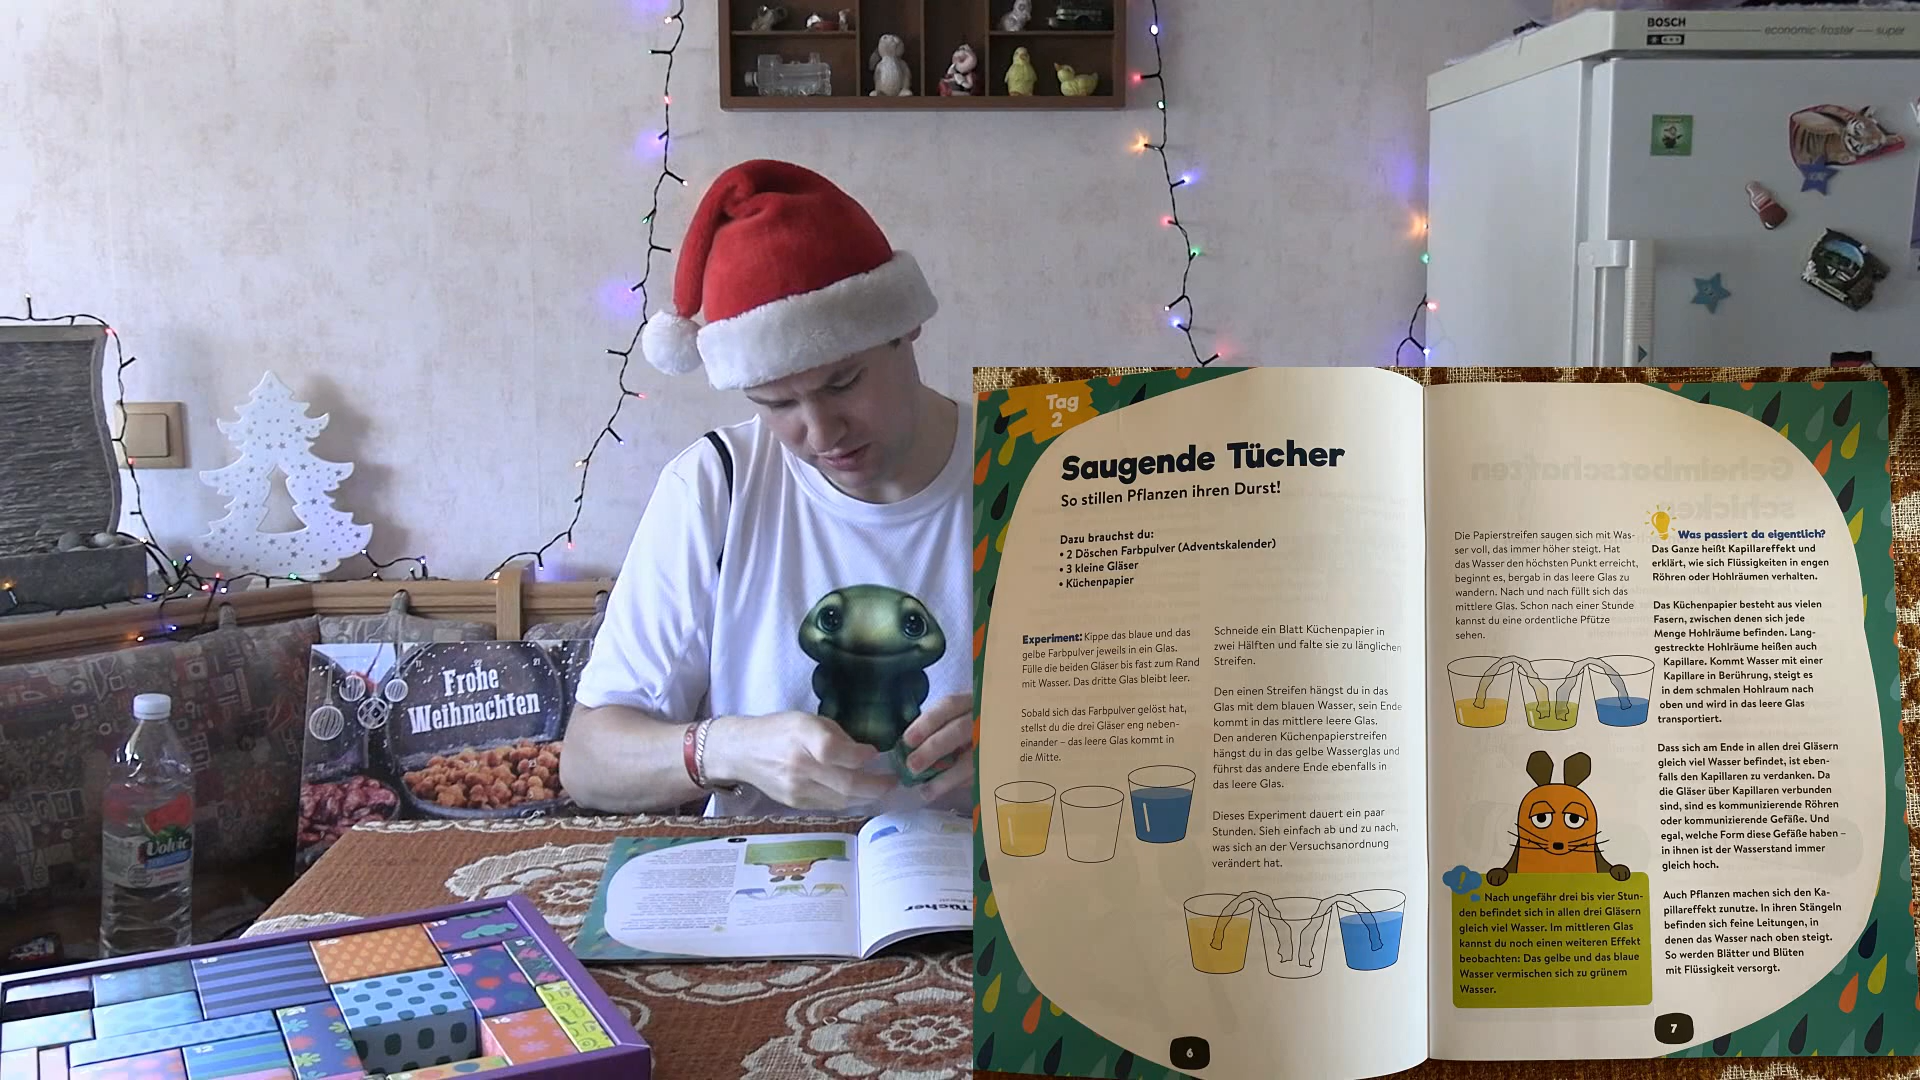 BOSCH
economic-froster super
Frohe
Weihnachten
Volvic
Tag
2
Saugende Tücher
So stillen Pflanzen ihren Durst!
Dazu brauchst du:
• 2 Döschen Farbpulver (Adventskalender)
• 3 kleine Gläser
• Küchenpapier
Experiment: Kippe das blaue und das
gelbe Farbpulver jeweils in ein Glas.
Fülle die beiden Gläser bis fast zum Rand
mit Wasser. Das dritte Glas bleibt leer.
Sobald sich das Farbpulver gelöst hat,
stellst du die drei Gläser eng neben-
einander – das leere Glas kommt in
die Mitte.
Schneide ein Blatt Küchenpapier in
zwei Hälften und falte sie zu länglichen
Streifen.
Den einen Streifen hängst du in das
Glas mit dem blauen Wasser, sein Ende
kommt in das mittlere leere Glas.
Den anderen Küchenpapierstreifen
hängst du in das gelbe Wasserglas und
führst das andere Ende ebenfalls in
das leere Glas.
Dieses Experiment dauert ein paar
Stunden. Sieh einfach ab und zu nach,
was sich an der Versuchsanordnung
verändert hat.
6
Die Papierstreifen saugen sich mit Was-
ser voll, das immer höher steigt. Hat
das Wasser den höchsten Punkt erreicht,
beginnt es, bergab in das leere Glas zu
wandern. Nach und nach füllt sich das
mittlere Glas. Schon nach einer Stunde
kannst du eine ordentliche Pfütze
sehen.
! Nach ungefähr drei bis vier Stun-
den befindet sich in allen drei Gläsern
gleich viel Wasser. Im mittleren Glas
kannst du noch einen weiteren Effekt
beobachten: Das gelbe und das blaue
Wasser vermischen sich zu grünem
Wasser.
Was passiert da eigentlich?
Das Ganze heißt Kapillareffekt und
erklärt, wie sich Flüssigkeiten in engen
Röhren oder Hohlräumen verhalten.
Das Küchenpapier besteht aus vielen
Fasern, zwischen denen sich jede
Menge Hohlräume befinden. Lang-
gestreckte Hohlräume heißen auch
Kapillare. Kommt Wasser mit einer
Kapillare in Berührung, steigt es
in dem schmalen Hohlraum nach
oben und wird in das leere Glas
transportiert.
Dass sich am Ende in allen drei Gläsern
gleich viel Wasser befindet, ist eben-
falls den Kapillaren zu verdanken. Da
die Gläser über Kapillaren verbunden
sind, sind es kommunizierende Röhren
oder kommunizierende Gefäße. Und
egal, welche Form diese Gefäße haben –
in ihnen ist der Wasserstand immer
gleich hoch.
Auch Pflanzen machen sich den Ka-
pillareffekt zunutze. In ihren Stängeln
befinden sich feine Leitungen, in
denen das Wasser nach oben steigt.
So werden Blätter und Blüten
mit Flüssigkeit versorgt.
7
20
18
23
5
16
12